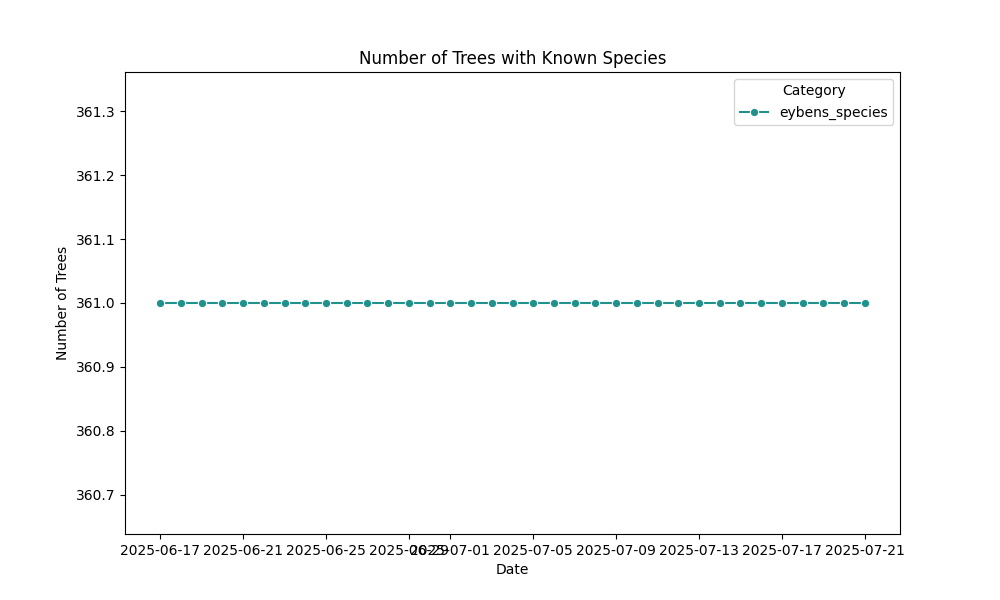 Number of Trees with Known Species
Category
eybens_species
361.3
361.2
361.1
361.0
360.9
360.8
360.7
Number of Trees
2025-06-17 2025-06-21 2025-06-25 2025-06-29 2025-07-01 2025-07-05 2025-07-09 2025-07-13 2025-07-17 2025-07-21
Date